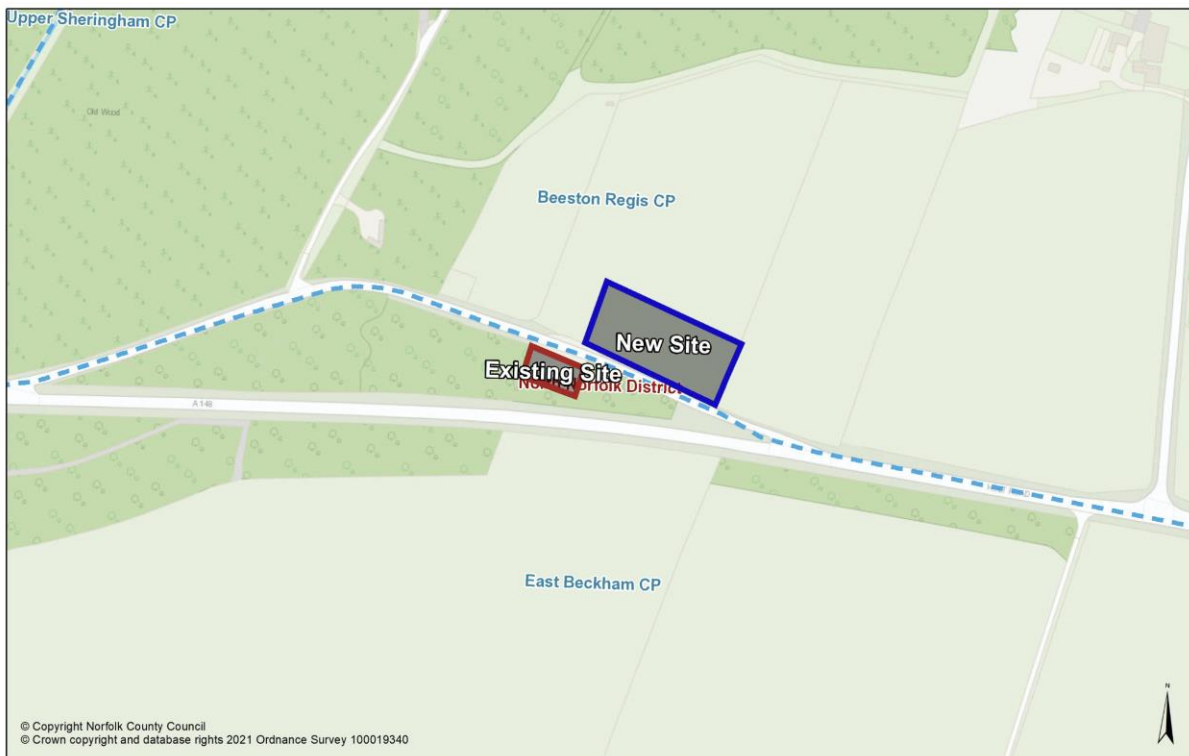 Upper Sheringham CP
Old Wood
Beeston Regis CP
New Site
Existing Site
North Norfolk District
A 148
East Beckham CP
N
© Copyright Norfolk County Council
© Crown copyright and database rights 2021 Ordnance Survey 100019340